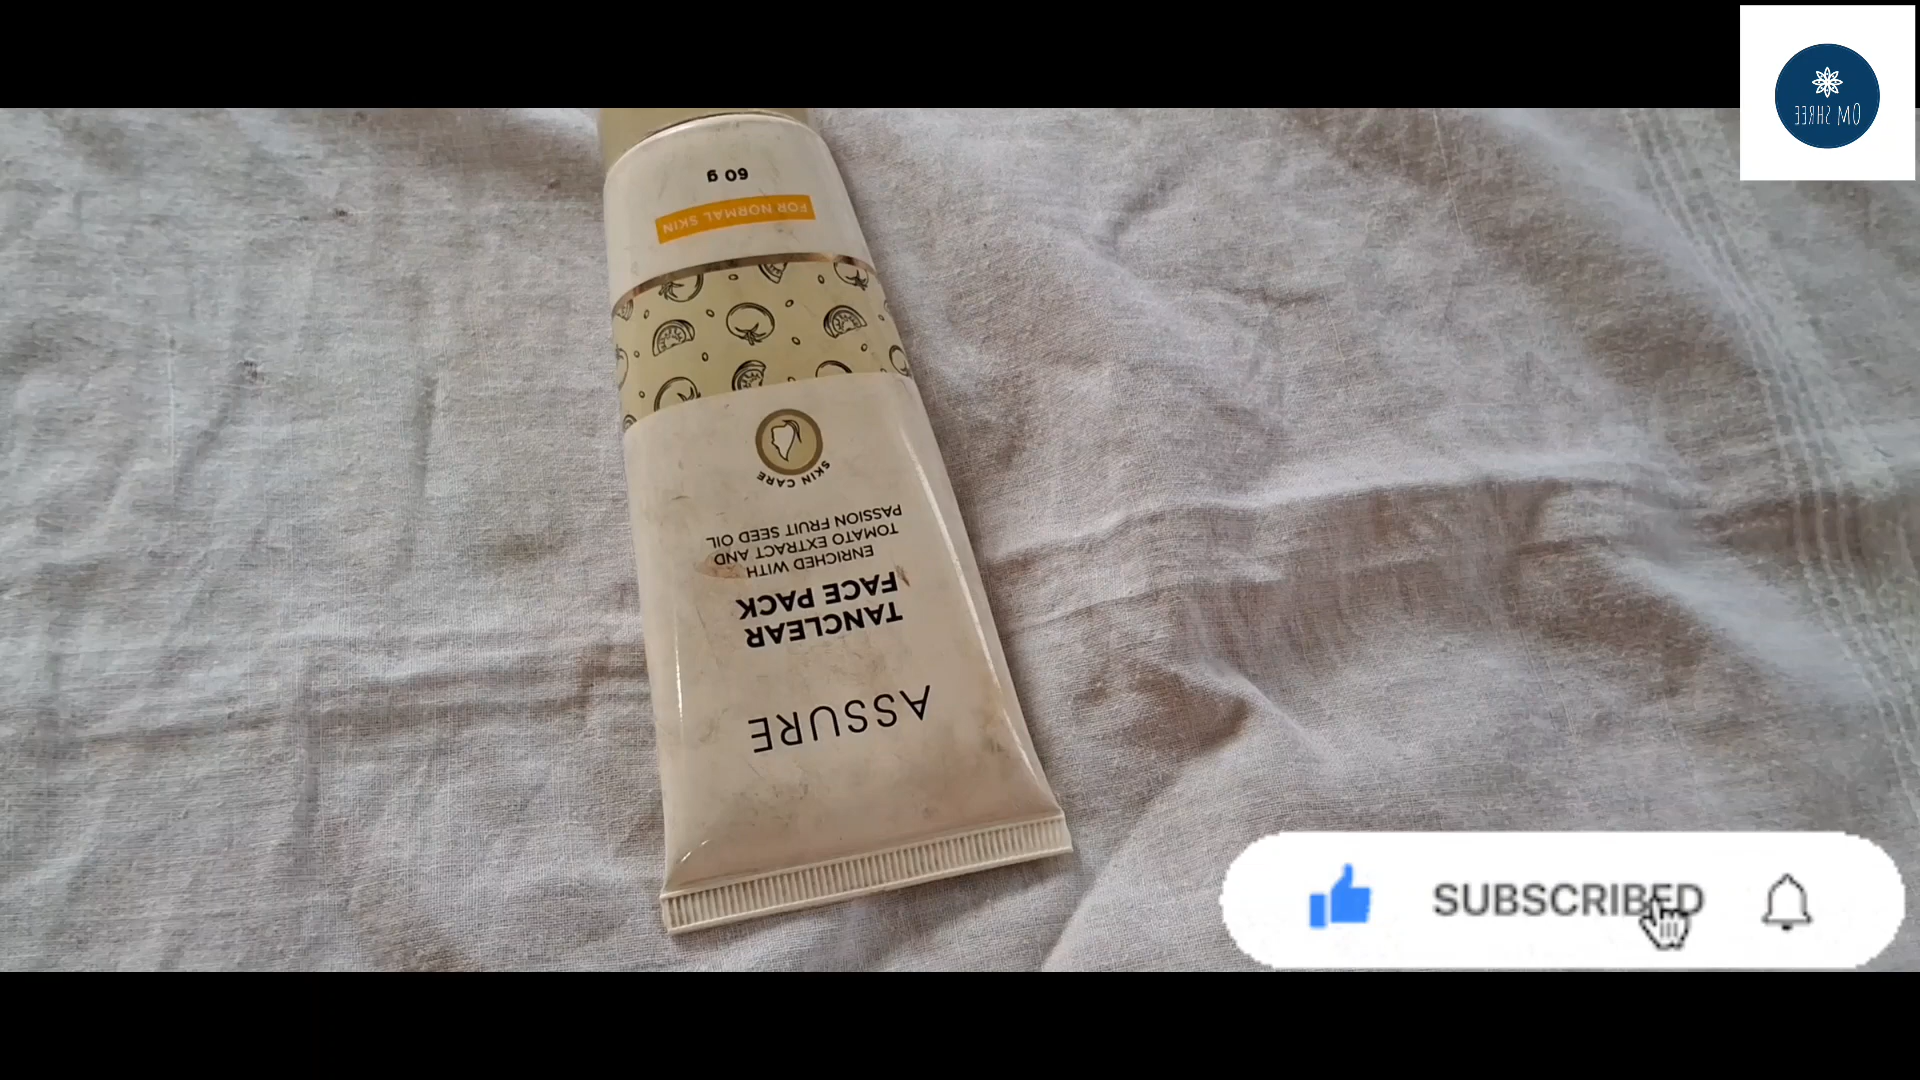 OM SHREE
ASSURE
TANCLEAR
FACE PACK
ENRICHED WITH
TOMATO EXTRACT AND
PASSION FRUIT SEED OIL
SKIN CARE
FOR NORMAL SKIN
60 g
SUBSCRIBED